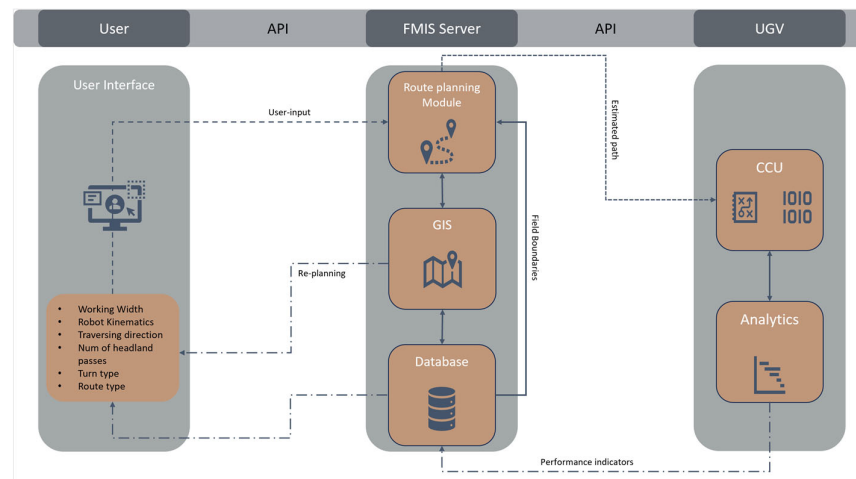 User
API
FMIS Server
API
UGV
User Interface
Route planning
Module
User-input
Estimated path
CCU
1010
1010
GIS
Field Boundaries
Re-planning
• Working Width
• Robot Kinematics
• Traversing direction
• Num of headland
passes
• Turn type
• Route type
Analytics
Database
Performance indicators